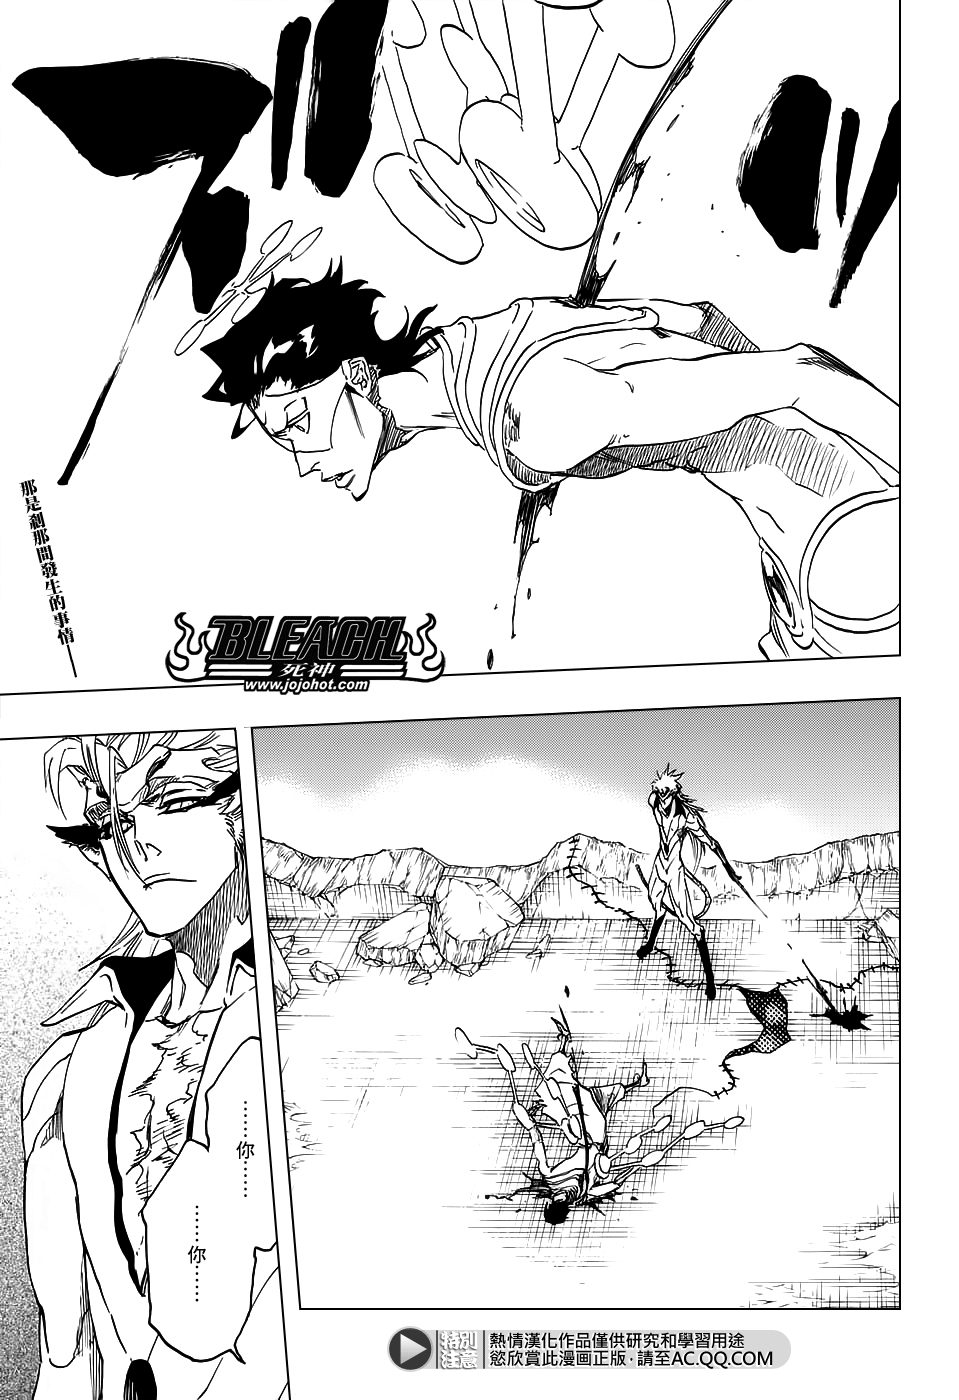 那是剎那間發生的事情——
BLEACH
死神
www.jojohot.com
……你……
……你……
特別
注意
熱情漢化作品僅供研究和學習用途
慾欣賞此漫画正版，請至AC.QQ.COM